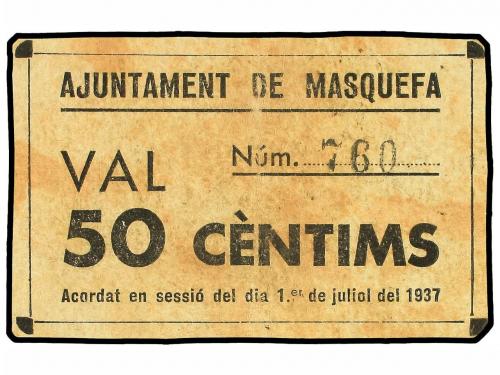 AJUNTAMENT DE MASQUEFA
VAL
Núm. 760
50 CÈNTIMS
Acordat en sessió del dia 1.er de juliol del 1937